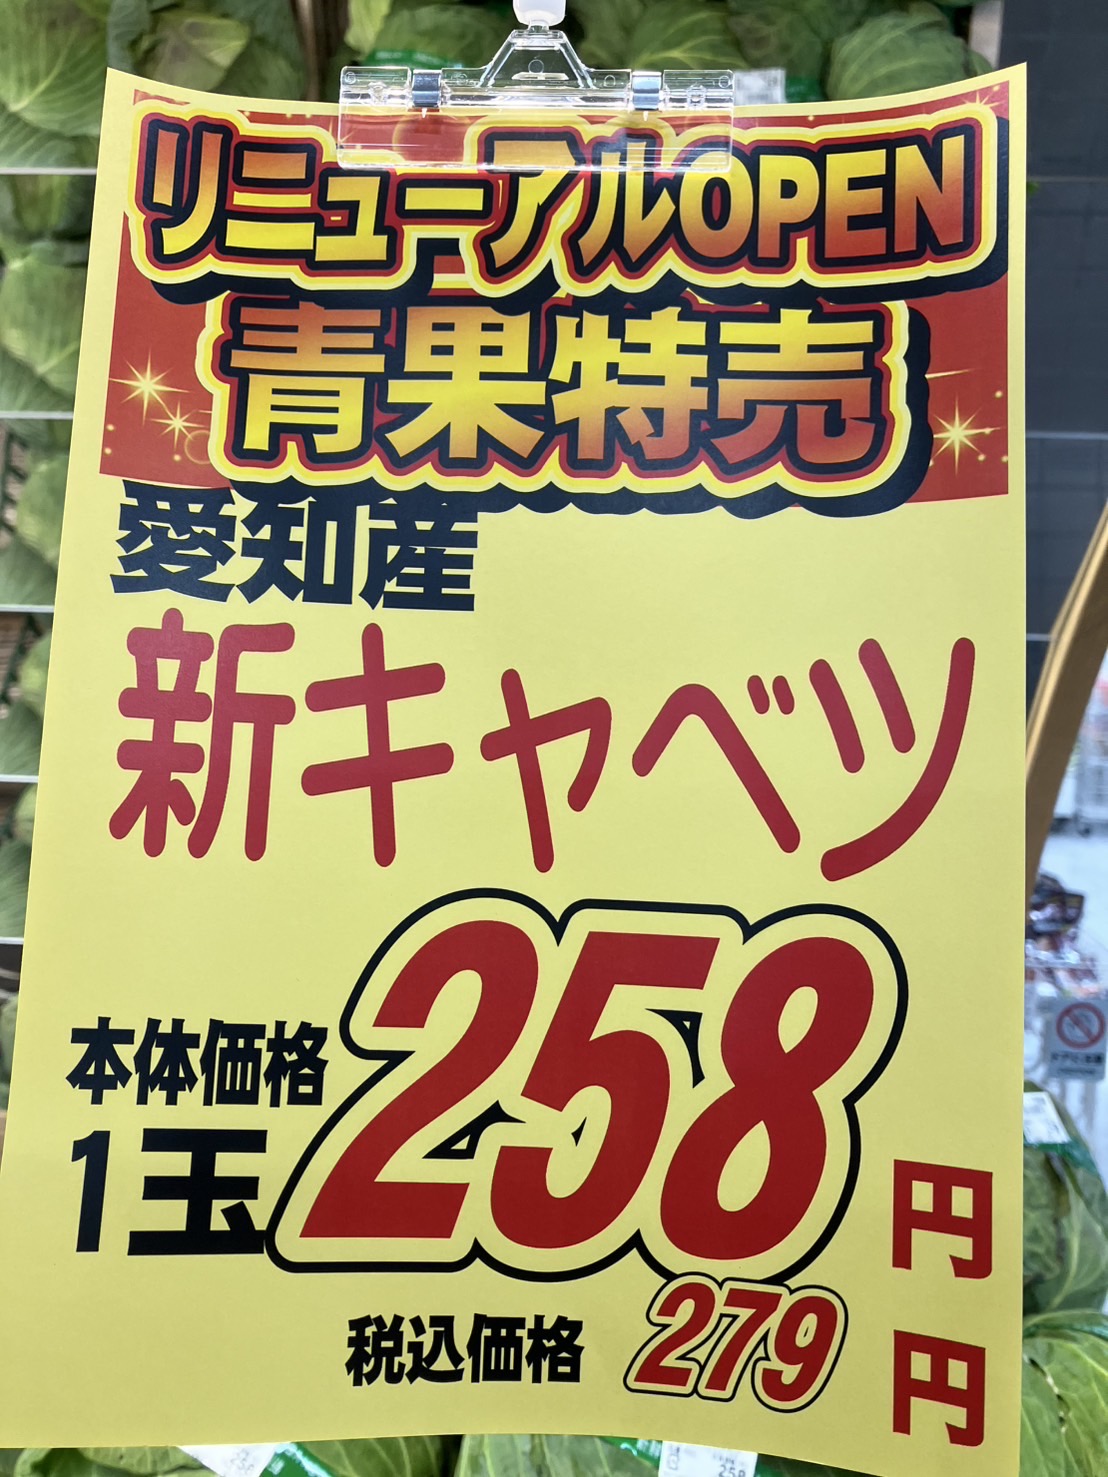 リニューアルOPEN
青果特売
愛知産
新キャベツ
本体価格
1玉 258 円
税込価格 279 円